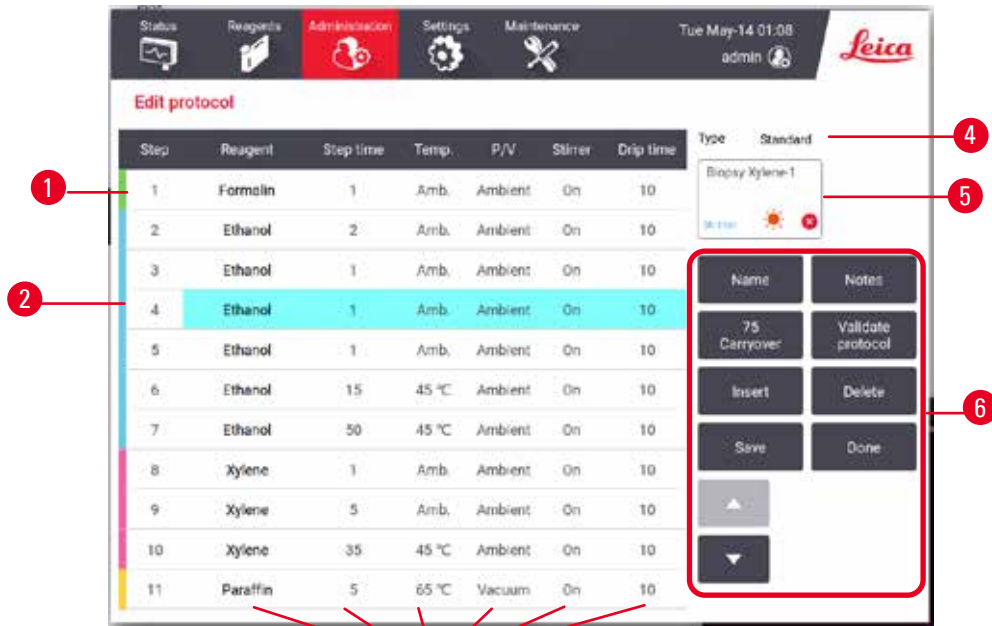 Status Reagents Administration Settings Maintenance Tue May-14 01:08
admin
Leica
Edit protocol
Step Reagent Step time Temp. P/V Stirrer Drip time
Type Standard
4
Biopsy Xylene-1
5
1
1 Formalin 1 Amb. Ambient On 10
2 Ethanol 2 Amb. Ambient On 10
3 Ethanol 1 Amb. Ambient On 10
2
4 Ethanol 1 Amb. Ambient On 10
5 Ethanol 1 Amb. Ambient On 10
6 Ethanol 15 45 °C Ambient On 10
7 Ethanol 50 45 °C Ambient On 10
8 Xylene 1 Amb. Ambient On 10
9 Xylene 5 Amb. Ambient On 10
10 Xylene 35 45 °C Ambient On 10
11 Paraffin 5 65 °C Vacuum On 10
Name Notes
75
Carryover
Validate
protocol
Insert Delete
6
Save Done